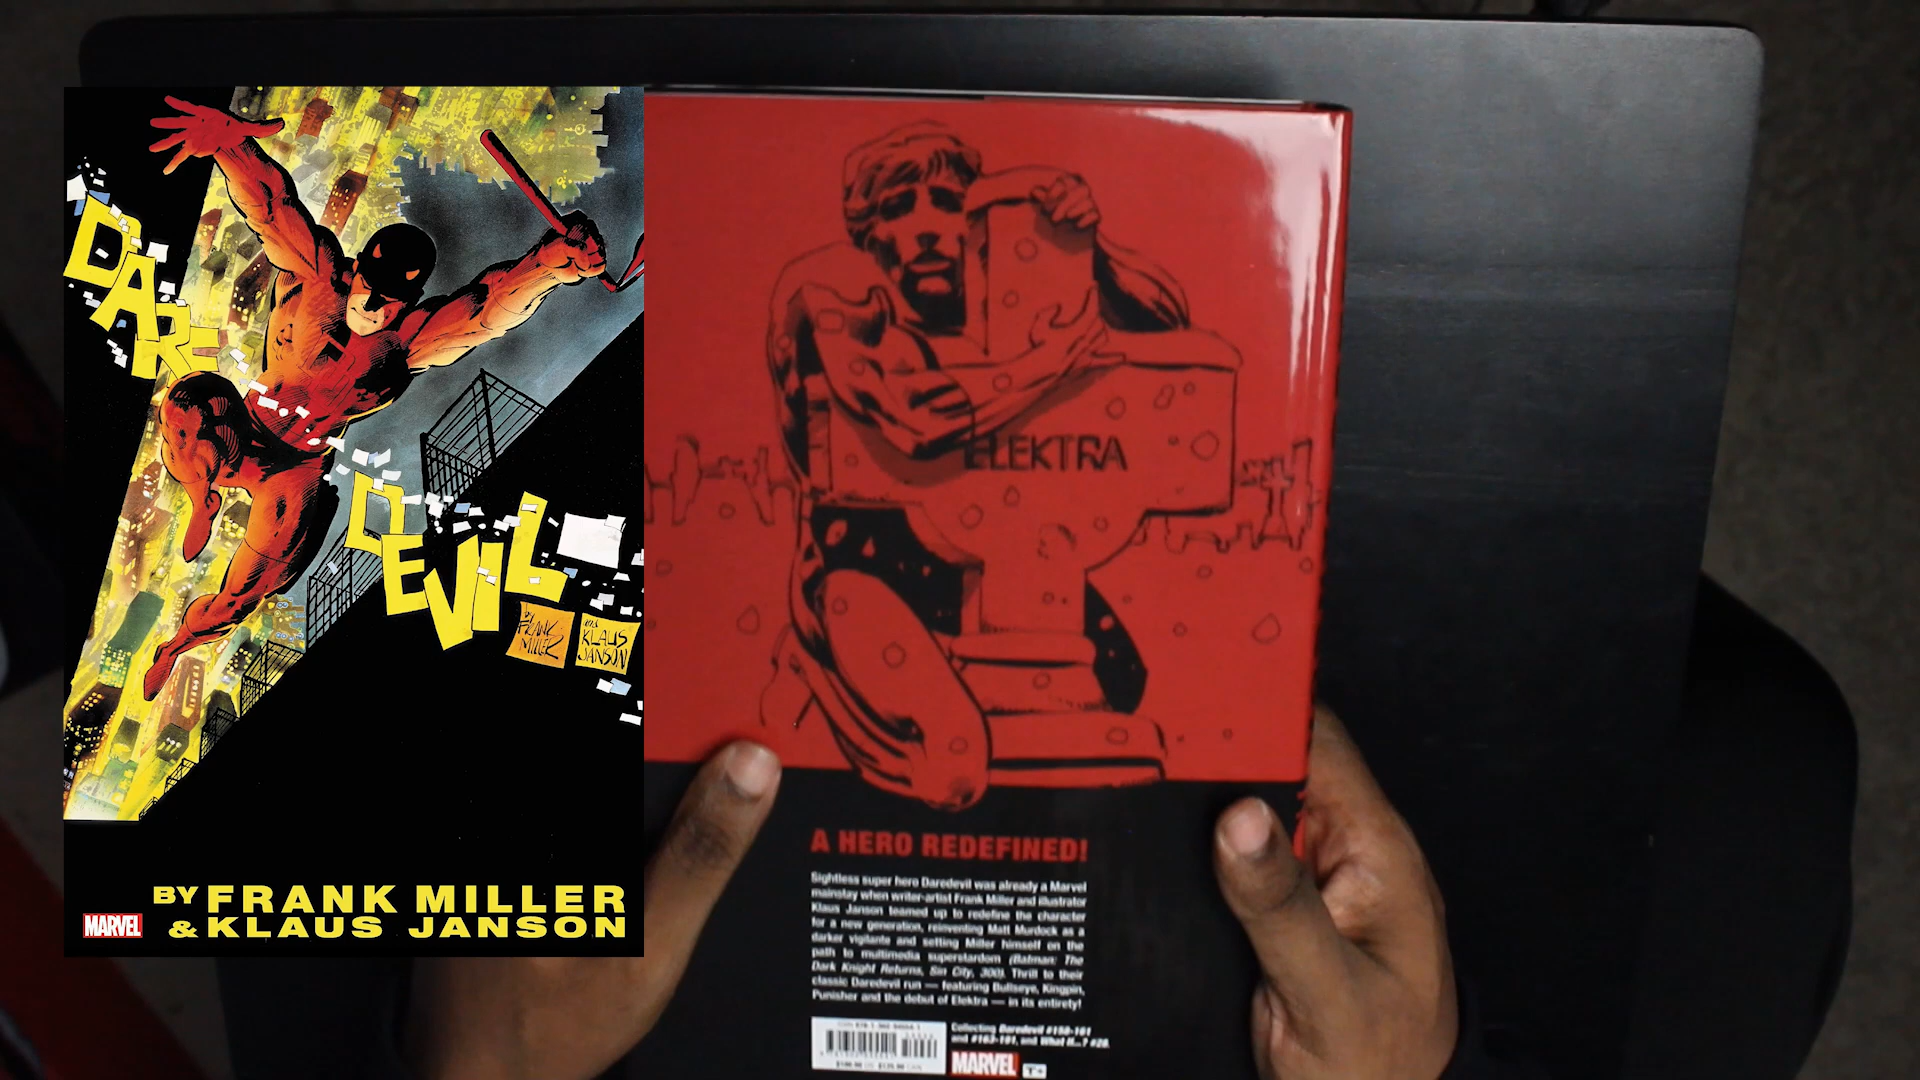 DARE
DEVIL
BY
FRANK
MILLER
AND
KLAUS
JANSON
BY FRANK MILLER
& KLAUS JANSON
MARVEL
ELEKTRA
A HERO REDEFINED!
Sightless super hero Daredevil was already a Marvel
mainstay when writer-artist Frank Miller and illustrator
Klaus Janson teamed up to redefine the character
for a new generation, reinventing Matt Murdock as a
darker vigilante and setting Miller himself on the
path to multimedia superstardom (Batman: The
Dark Knight Returns, Sin City, 300). Thrill to their
classic Daredevil run — featuring Bullseye, Kingpin,
Punisher and the debut of Elektra — in its entirety!
Collecting Daredevil #158-161
and #163-191, and What If...? #28.
MARVEL
T+